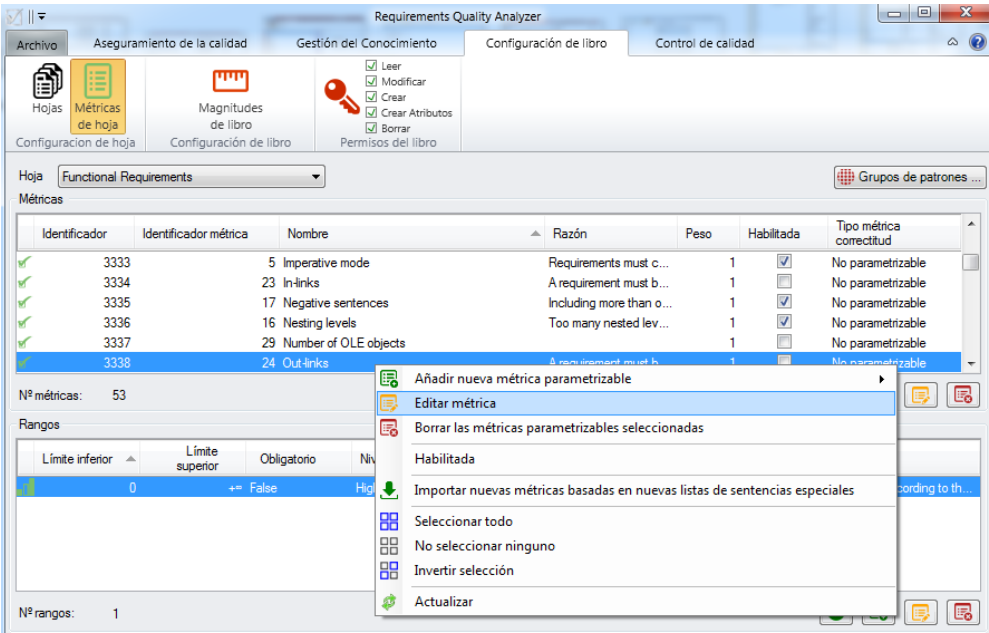 Requirements Quality Analyzer
Archivo Aseguramiento de la calidad Gestión del Conocimiento Configuración de libro Control de calidad
Leer
Modificar
Crear
Crear Atributos
Borrar
Hojas Métricas de hoja
Magnitudes de libro
Configuracion de hoja Configuración de libro Permisos del libro
Hoja Functional Requirements Grupos de patrones ...
Métricas
Identificador Identificador métrica Nombre Razón Peso Habilitada Tipo métrica correctitud
3333 5 Imperative mode Requirements must c... 1 No parametrizable
3334 23 In-links A requirement must b... 1 No parametrizable
3335 17 Negative sentences Including more than o... 1 No parametrizable
3336 16 Nesting levels Too many nested lev... 1 No parametrizable
3337 29 Number of OLE objects 1 No parametrizable
3338 24 Out-links A requirement must b... 1 No parametrizable
Nº métricas: 53
Añadir nueva métrica parametrizable
Editar métrica
Borrar las métricas parametrizables seleccionadas
Habilitada
Importar nuevas métricas basadas en nuevas listas de sentencias especiales
Seleccionar todo
No seleccionar ninguno
Invertir selección
Actualizar
Rangos
Límite inferior Límite superior Obligatorio Niv
0 += False High cording to th...
Nº rangos: 1